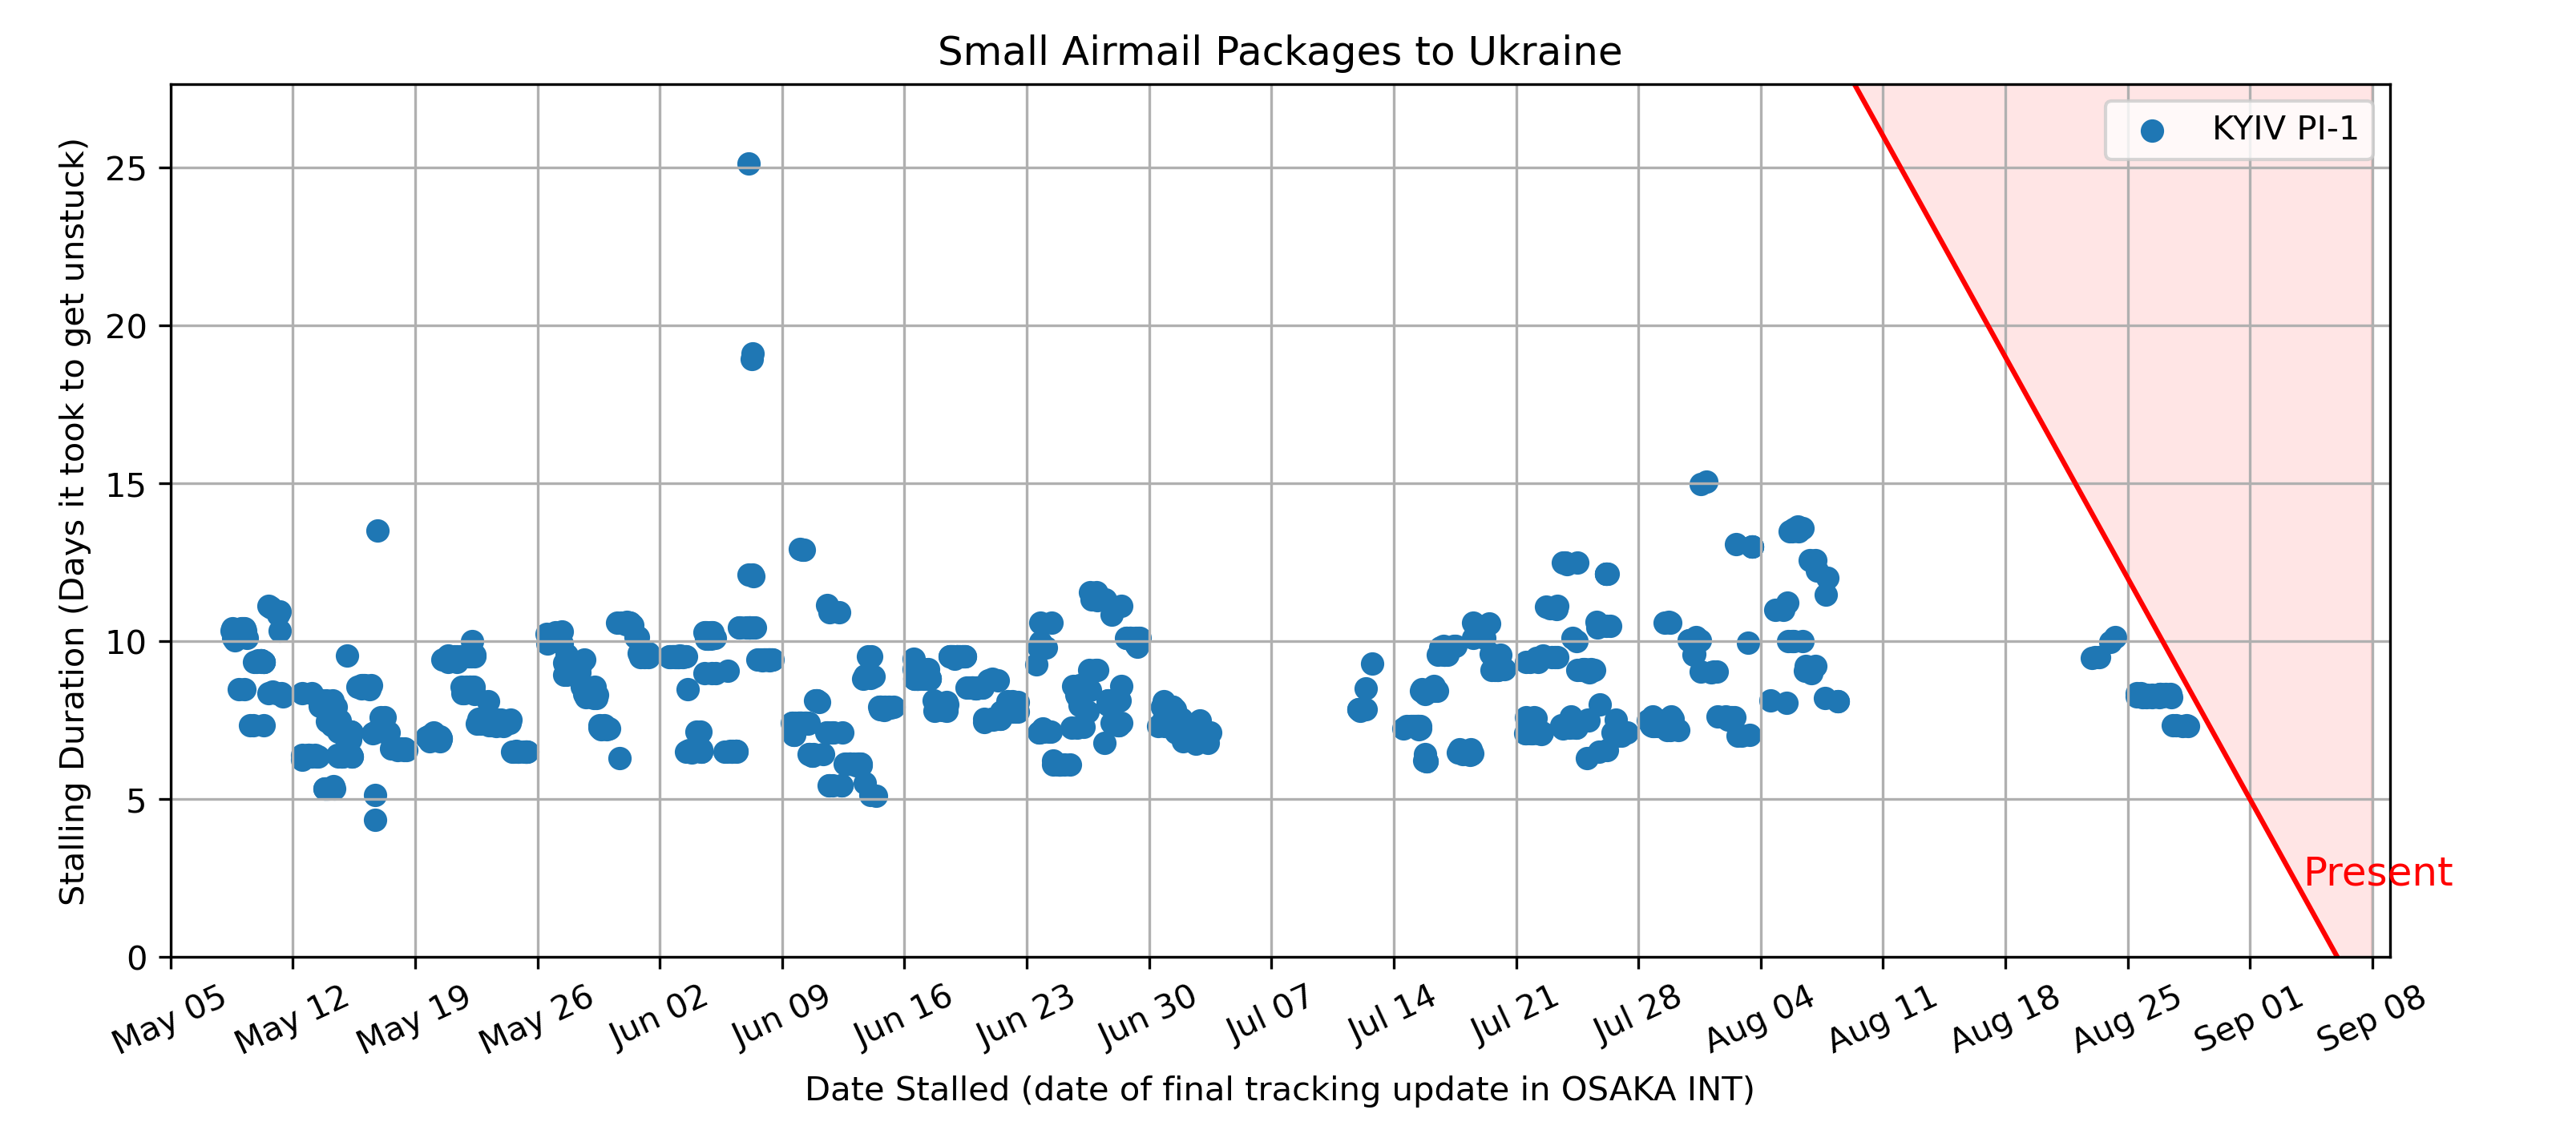 Small Airmail Packages to Ukraine
KYIV PI-1
Stalling Duration (Days it took to get unstuck)
25
20
15
10
5
0
Present
May 05
May 12
May 19
May 26
Jun 02
Jun 09
Jun 16
Jun 23
Jun 30
Jul 07
Jul 14
Jul 21
Jul 28
Aug 04
Aug 11
Aug 18
Aug 25
Sep 01
Sep 08
Date Stalled (date of final tracking update in OSAKA INT)